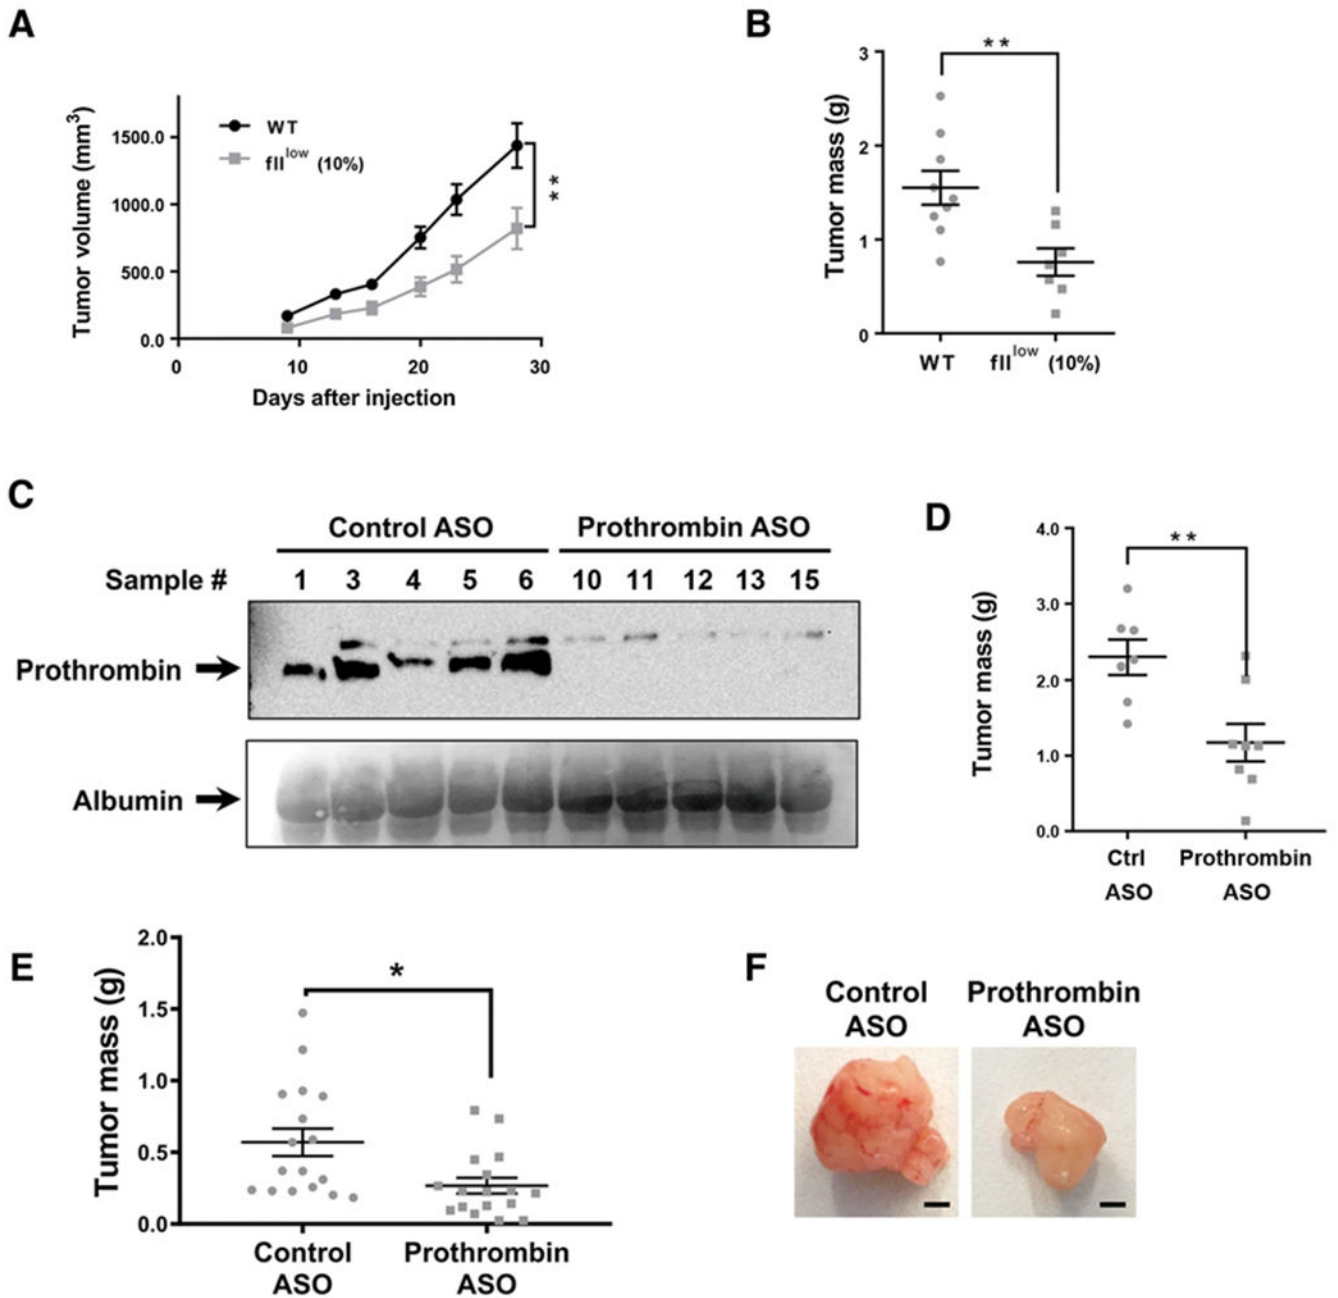 A
Tumor volume (mm³)
1500.0
1000.0
500.0
0.0
WT
fII^low (10%)
**
0 10 20 30
Days after injection
B
Tumor mass (g)
3
2
1
0
**
WT fII^low (10%)
C
Control ASO Prothrombin ASO
Sample # 1 3 4 5 6 10 11 12 13 15
Prothrombin
Albumin
D
Tumor mass (g)
4.0
3.0
2.0
1.0
0.0
**
Ctrl Prothrombin
ASO ASO
E
Tumor mass (g)
2.0
1.5
1.0
0.5
0.0
*
Control Prothrombin
ASO ASO
F
Control Prothrombin
ASO ASO